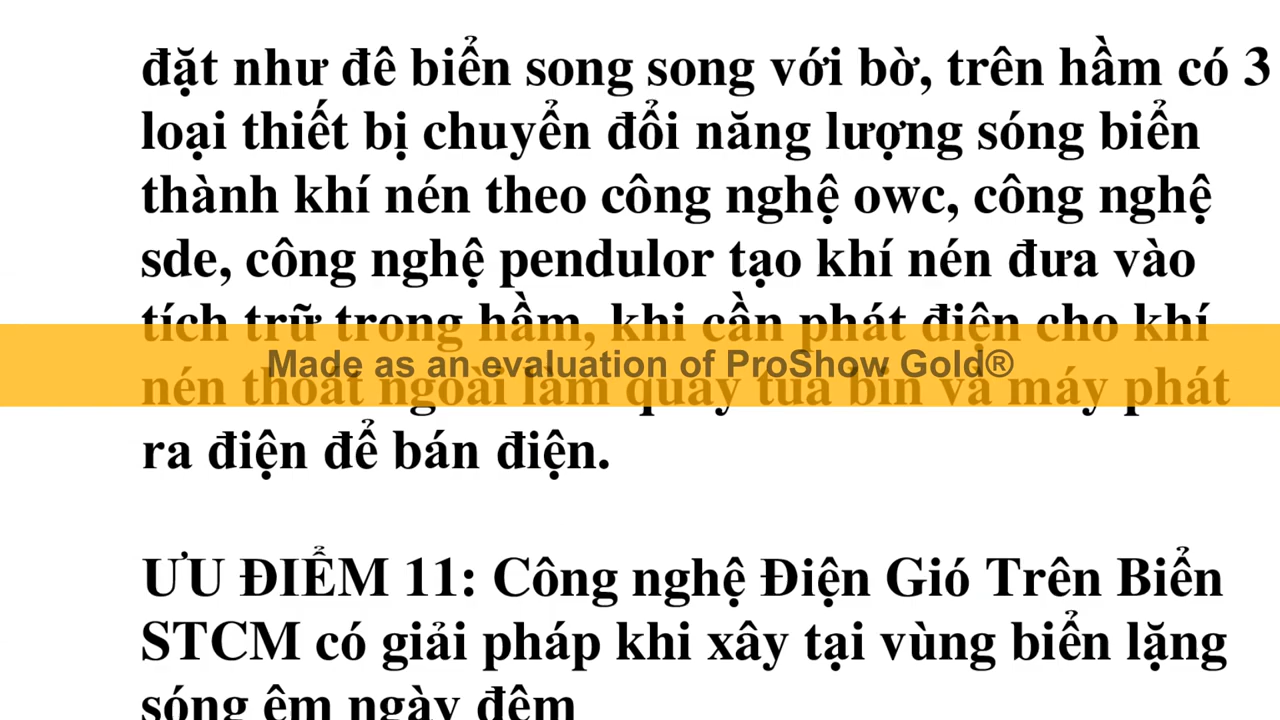 đặt như đê biển song song với bờ, trên hầm có 3
loại thiết bị chuyển đổi năng lượng sóng biển
thành khí nén theo công nghệ owc, công nghệ
sde, công nghệ pendulor tạo khí nén đưa vào
tích trữ trong hầm, khi cần phát điện cho khí
Made as an evaluation of ProShow Gold®
nén thoát ngoài làm quay tua bin và máy phát
ra điện để bán điện.
ƯU ĐIỂM 11: Công nghệ Điện Gió Trên Biển
STCM có giải pháp khi xây tại vùng biển lặng
sóng êm ngày đêm